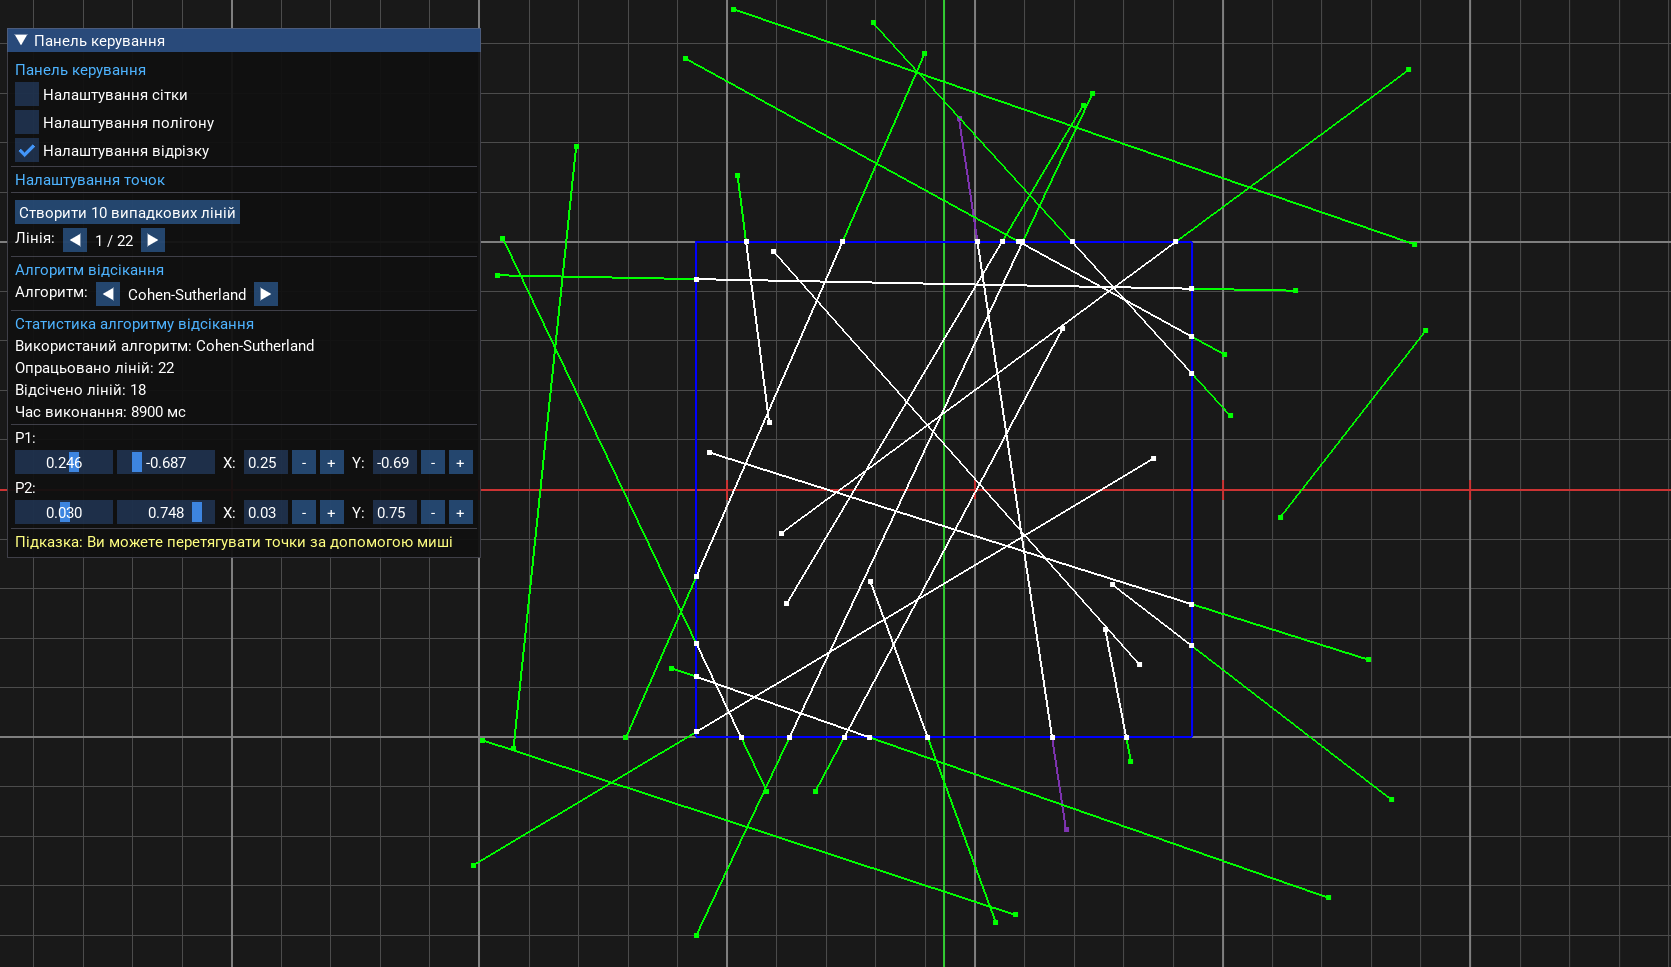 Панель керування
Панель керування
Налаштування сітки
Налаштування полігону
Налаштування відрізку
Налаштування точок
Створити 10 випадкових ліній
Лінія: 1 / 22
Алгоритм відсікання
Алгоритм: Cohen-Sutherland
Статистика алгоритму відсікання
Використаний алгоритм: Cohen-Sutherland
Опрацьовано ліній: 22
Відсічено ліній: 18
Час виконання: 8900 мс
P1:
0.246 -0.687 X: 0.25 - + Y: -0.69 - +
P2:
0.030 0.748 X: 0.03 - + Y: 0.75 - +
Підказка: Ви можете перетягувати точки за допомогою миші